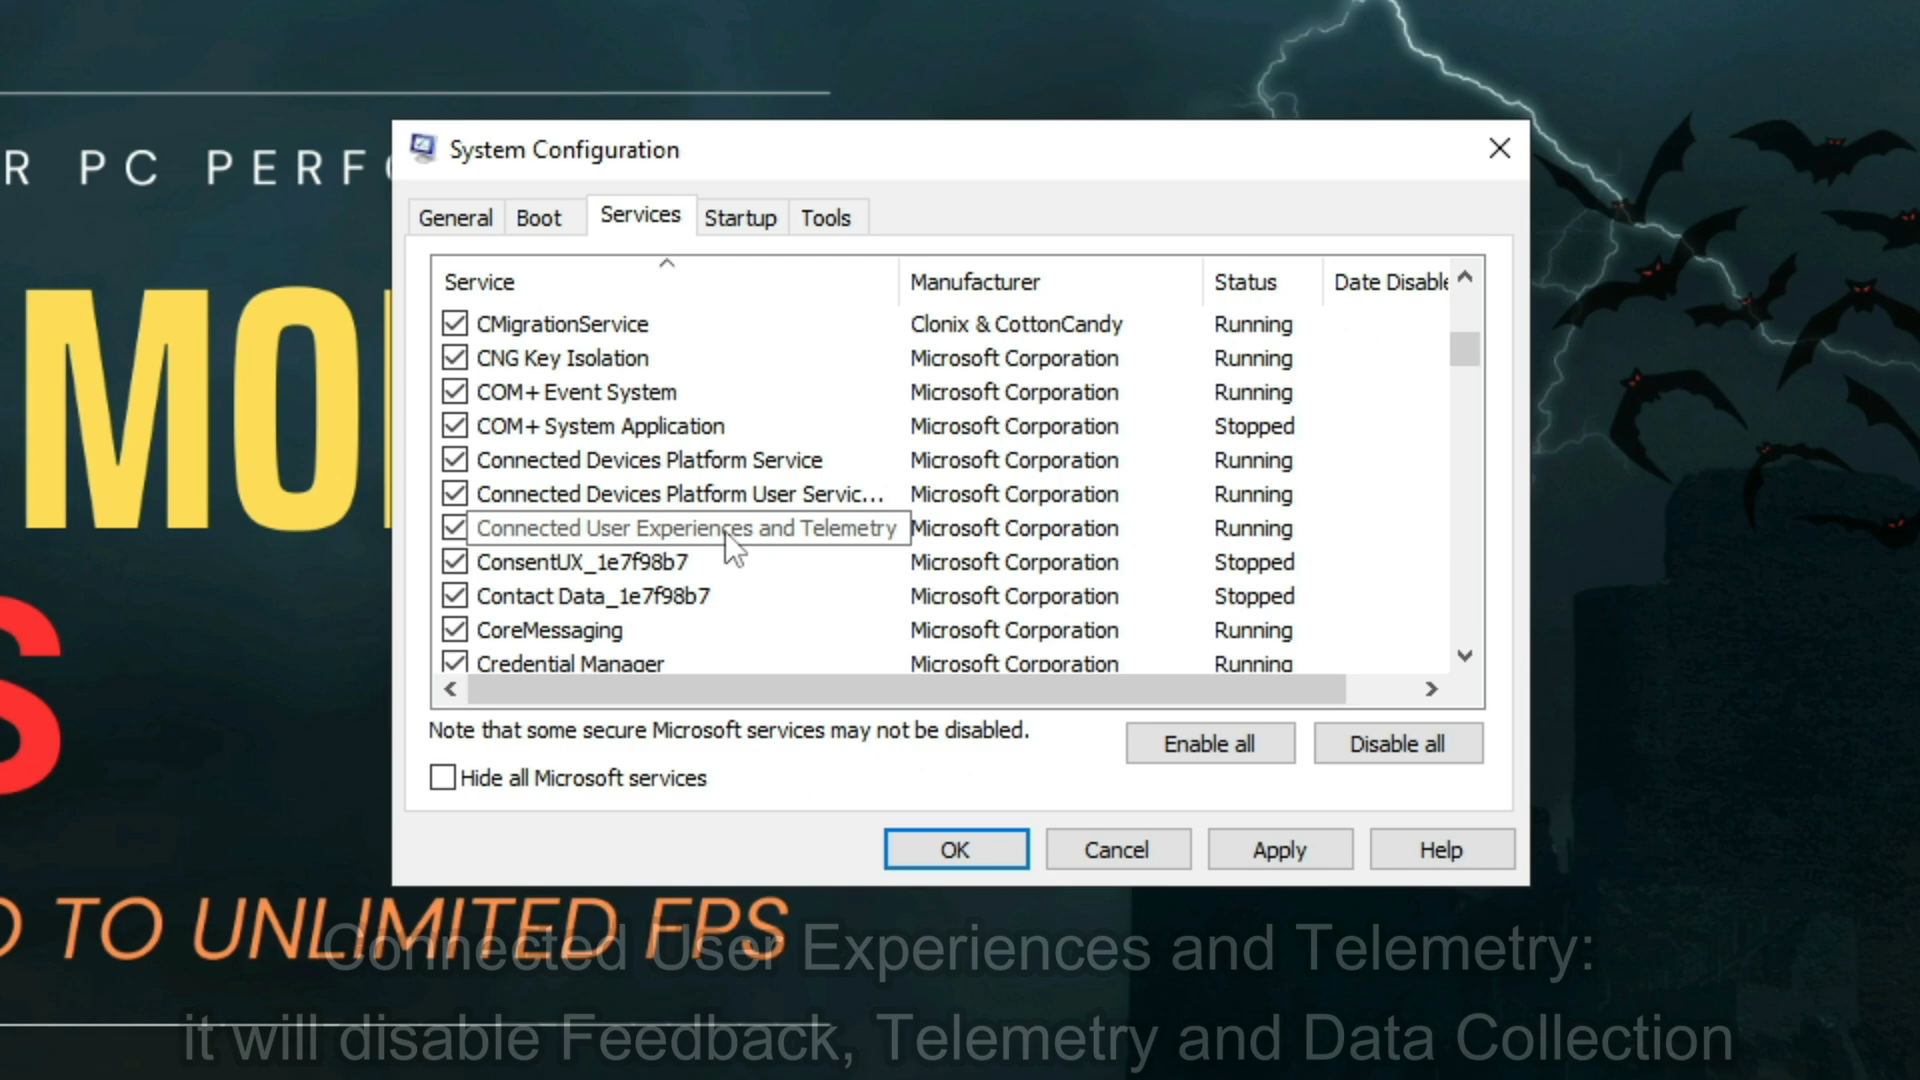 R PC PERF
MO
S
O TO UNLIMITED FPS
System Configuration
General Boot Services Startup Tools
Service Manufacturer Status Date Disable
CMigrationService Clonix & CottonCandy Running
CNG Key Isolation Microsoft Corporation Running
COM+ Event System Microsoft Corporation Running
COM+ System Application Microsoft Corporation Stopped
Connected Devices Platform Service Microsoft Corporation Running
Connected Devices Platform User Servic... Microsoft Corporation Running
Connected User Experiences and Telemetry Microsoft Corporation Running
ConsentUX_1e7f98b7 Microsoft Corporation Stopped
Contact Data_1e7f98b7 Microsoft Corporation Stopped
CoreMessaging Microsoft Corporation Running
Credential Manager Microsoft Corporation Running
Note that some secure Microsoft services may not be disabled.
Enable all Disable all
Hide all Microsoft services
OK Cancel Apply Help
Connected User Experiences and Telemetry:
it will disable Feedback, Telemetry and Data Collection